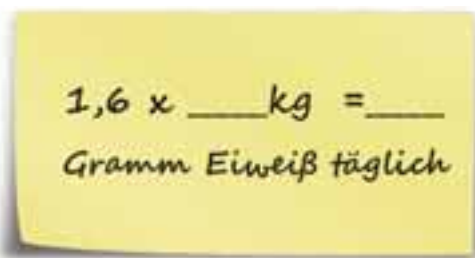 1,6 x ____kg =____
Gramm Eiweiß täglich